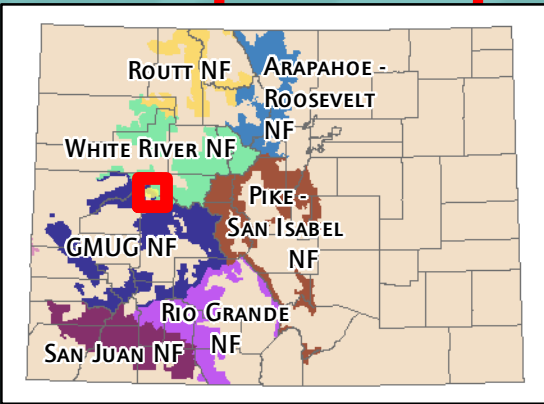 ROUTT NF
ARAPAHOE -
ROOSEVELT
NF
WHITE RIVER NF
PIKE -
SAN ISABEL
NF
GMUG NF
RIO GRANDE
NF
SAN JUAN NF